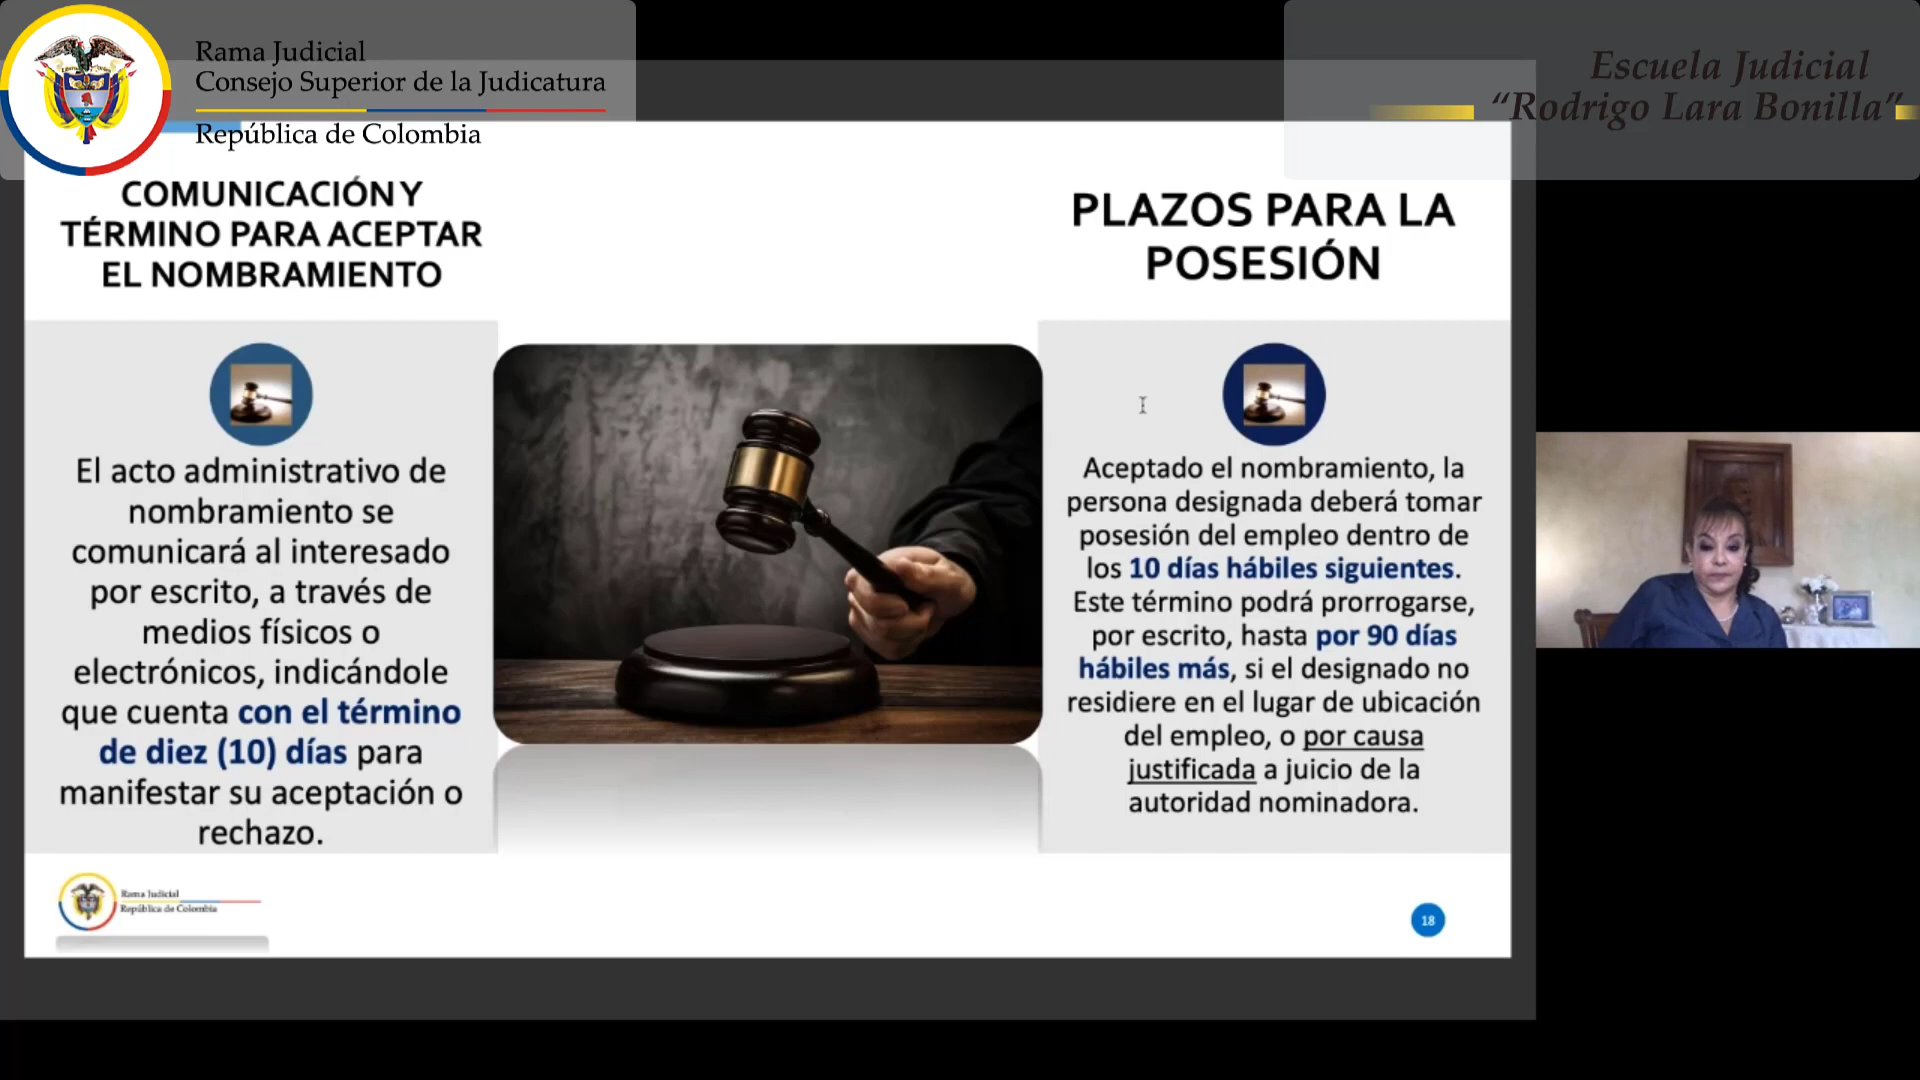 Rama Judicial
Consejo Superior de la Judicatura
República de Colombia
Escuela Judicial
“Rodrigo Lara Bonilla”
COMUNICACIÓN Y
TÉRMINO PARA ACEPTAR
EL NOMBRAMIENTO
El acto administrativo de
nombramiento se
comunicará al interesado
por escrito, a través de
medios físicos o
electrónicos, indicándole
que cuenta con el término
de diez (10) días para
manifestar su aceptación o
rechazo.
PLAZOS PARA LA
POSESIÓN
Aceptado el nombramiento, la
persona designada deberá tomar
posesión del empleo dentro de
los 10 días hábiles siguientes.
Este término podrá prorrogarse,
por escrito, hasta por 90 días
hábiles más, si el designado no
residiere en el lugar de ubicación
del empleo, o por causa
justificada a juicio de la
autoridad nominadora.
Rama Judicial
República de Colombia
18